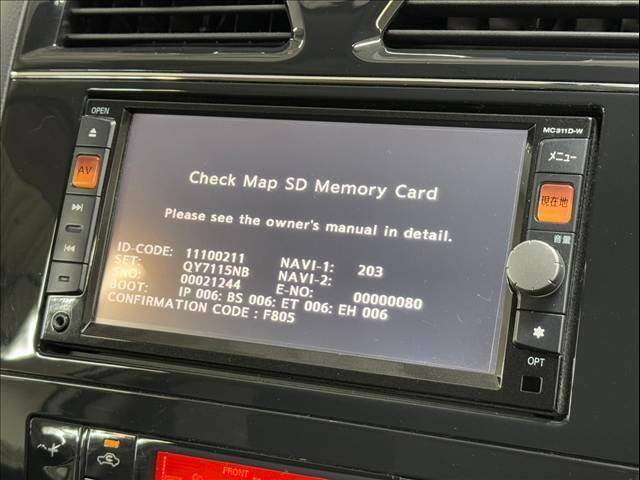 OPEN
MC311D-W
AV
メニュー
現在地
音量
Check Map SD Memory Card
Please see the owner's manual in detail.
ID-CODE: 11100211 NAVI-1: 203
SET: QY7115NB NAVI-2:
SNO: 00021244 E-NO: 00000080
BOOT: IP 006: BS 006: ET 006: EH 006
CONFIRMATION CODE : F805
OPT
FRONT